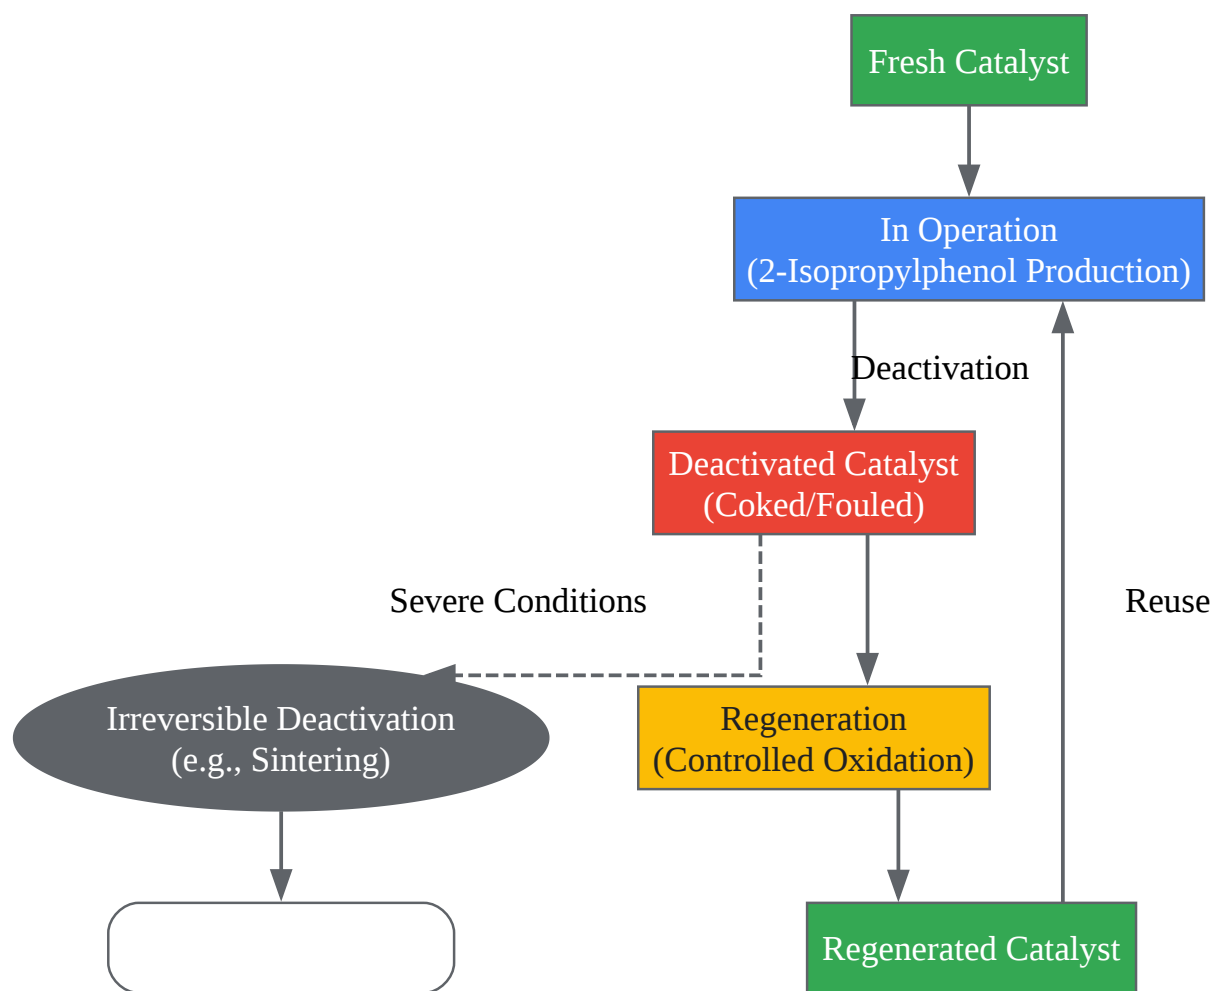 Fresh Catalyst
In Operation
(2-Isopropylphenol Production)
Deactivation
Deactivated Catalyst
(Coked/Fouled)
Severe Conditions
Reuse
Irreversible Deactivation
(e.g., Sintering)
Regeneration
(Controlled Oxidation)
Regenerated Catalyst